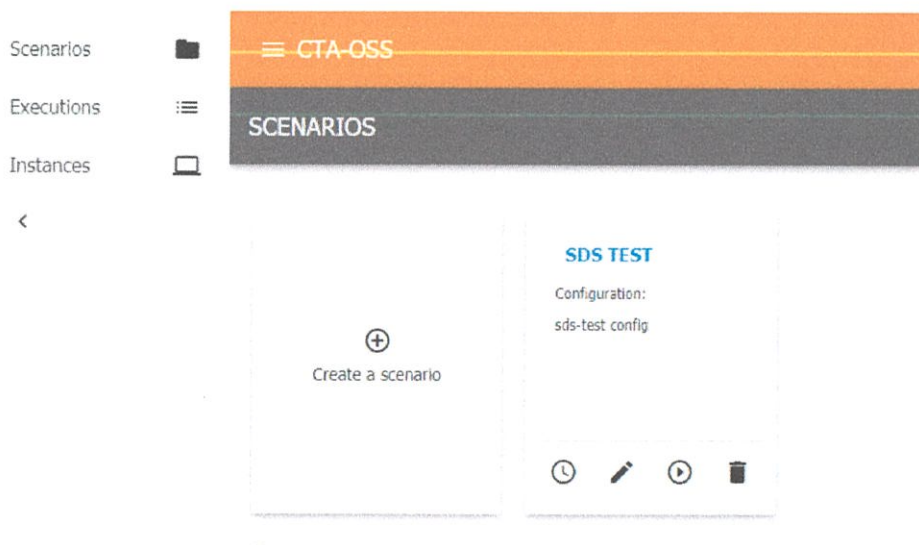 Scenarios
Executions
Instances
CTA-OSS
SCENARIOS
Create a scenario
SDS TEST
Configuration:
sds-test config